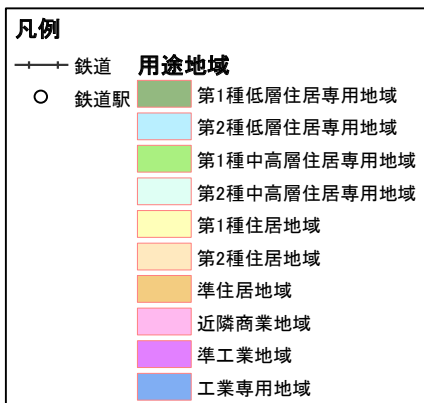 凡例
鉄道
鉄道駅
用途地域
第1種低層住居専用地域
第2種低層住居専用地域
第1種中高層住居専用地域
第2種中高層住居専用地域
第1種住居地域
第2種住居地域
準住居地域
近隣商業地域
準工業地域
工業専用地域